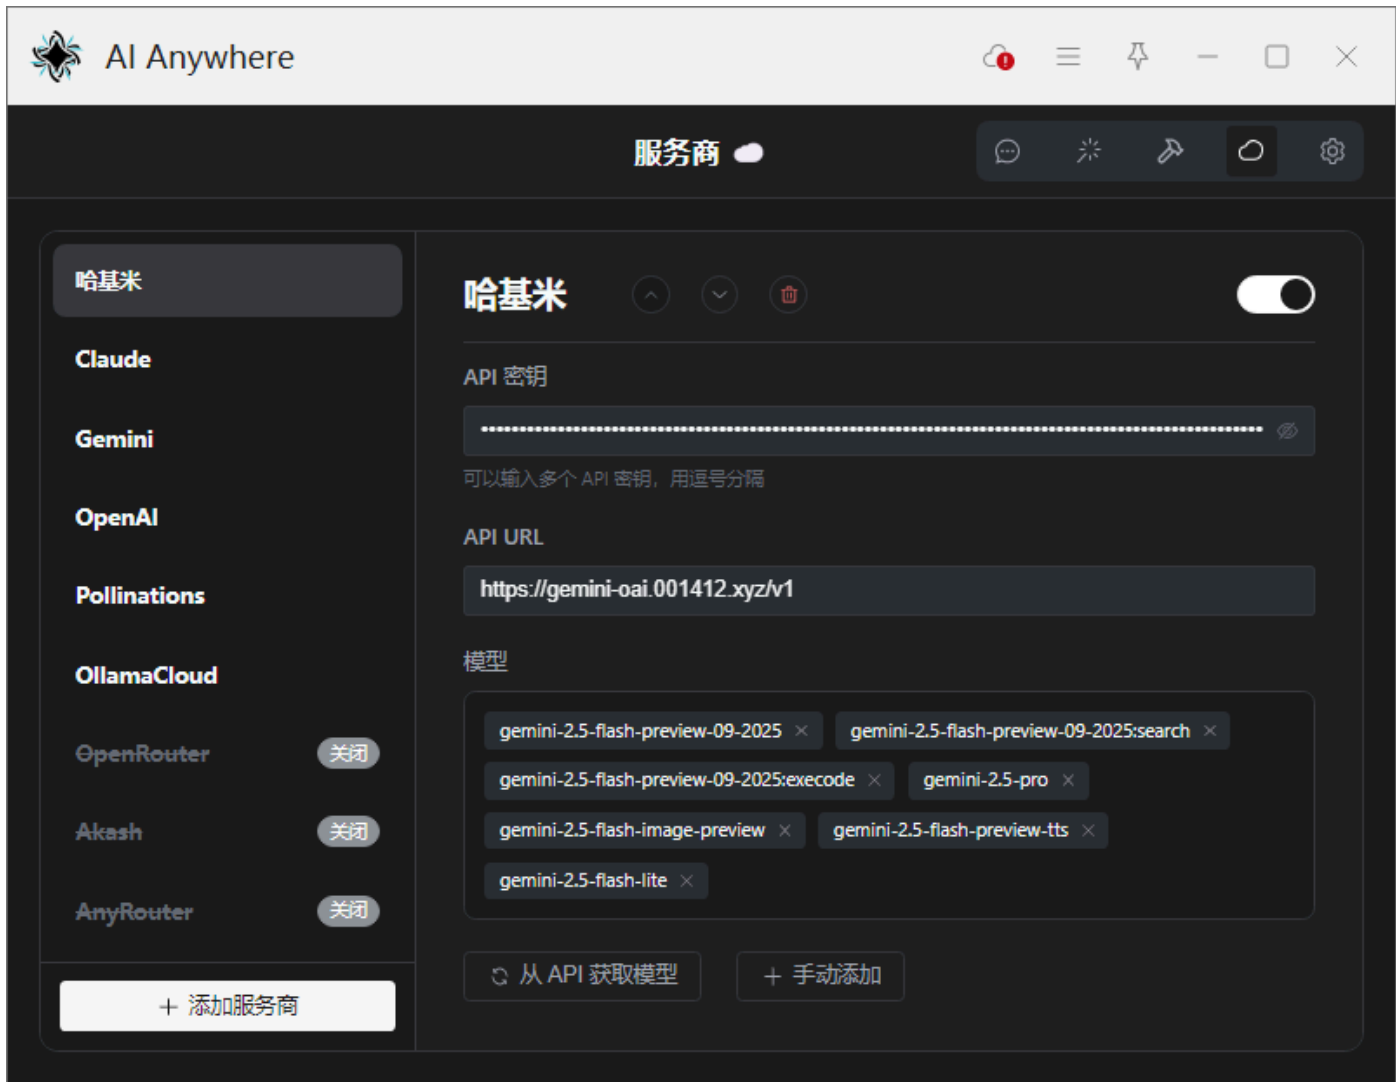 AI Anywhere
服务商
哈基米
Claude
Gemini
OpenAI
Pollinations
OllamaCloud
OpenRouter 关闭
Akash 关闭
AnyRouter 关闭
+ 添加服务商
哈基米
API 密钥
可以输入多个 API 密钥，用逗号分隔
API URL
https://gemini-oai.001412.xyz/v1
模型
gemini-2.5-flash-preview-09-2025 gemini-2.5-flash-preview-09-2025:search
gemini-2.5-flash-preview-09-2025:execode gemini-2.5-pro
gemini-2.5-flash-image-preview gemini-2.5-flash-preview-tts
gemini-2.5-flash-lite
从 API 获取模型 + 手动添加